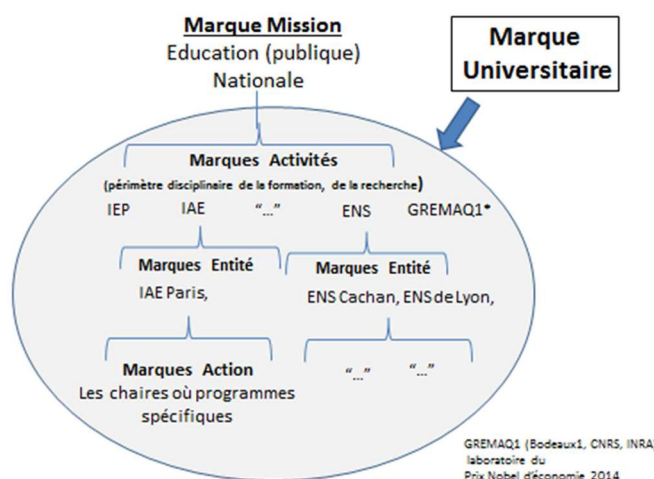 Marque Mission
Education (publique)
Nationale
Marque
Universitaire
Marques Activités
(périmètre disciplinaire de la formation, de la recherche)
IEP IAE “...” ENS GREMAQ1*
Marques Entité Marques Entité
IAE Paris, ENS Cachan, ENS de Lyon,
Marques Action “...” “...”
Les chaires où programmes
spécifiques
GREMAQ1 (Bodeaux1, CNRS, INRA
laboratoire du
Prix Nobel d'économie 2014